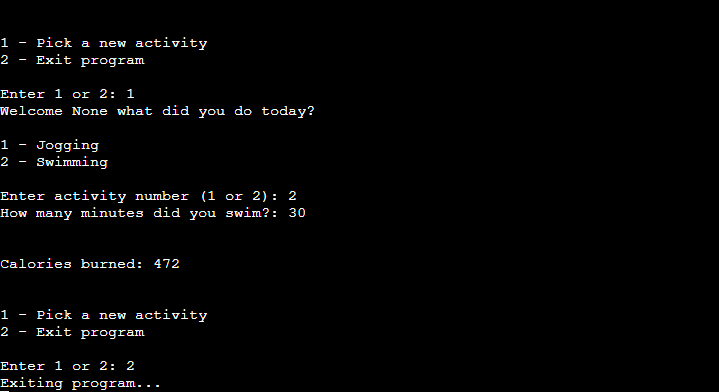 1 - Pick a new activity
2 - Exit program
Enter 1 or 2: 1
Welcome None what did you do today?
1 - Jogging
2 - Swimming
Enter activity number (1 or 2): 2
How many minutes did you swim?: 30
Calories burned: 472
1 - Pick a new activity
2 - Exit program
Enter 1 or 2: 2
Exiting program...